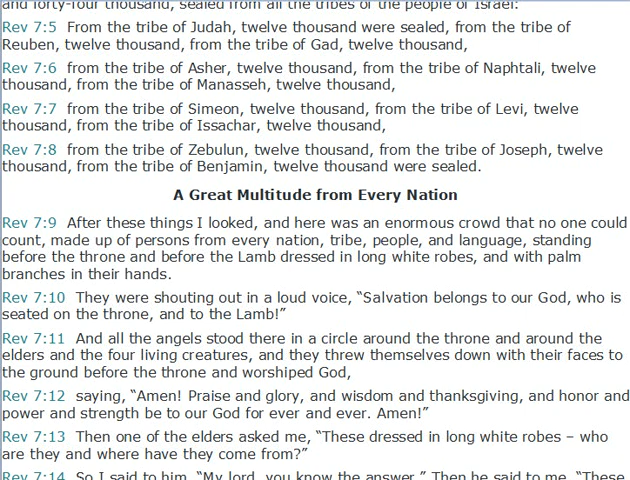 and forty-four thousand, sealed from all the tribes of the people of Israel:
Rev 7:5 From the tribe of Judah, twelve thousand were sealed, from the tribe of
Reuben, twelve thousand, from the tribe of Gad, twelve thousand,
Rev 7:6 from the tribe of Asher, twelve thousand, from the tribe of Naphtali, twelve
thousand, from the tribe of Manasseh, twelve thousand,
Rev 7:7 from the tribe of Simeon, twelve thousand, from the tribe of Levi, twelve
thousand, from the tribe of Issachar, twelve thousand,
Rev 7:8 from the tribe of Zebulun, twelve thousand, from the tribe of Joseph, twelve
thousand, from the tribe of Benjamin, twelve thousand were sealed.
A Great Multitude from Every Nation
Rev 7:9 After these things I looked, and here was an enormous crowd that no one could
count, made up of persons from every nation, tribe, people, and language, standing
before the throne and before the Lamb dressed in long white robes, and with palm
branches in their hands.
Rev 7:10 They were shouting out in a loud voice, “Salvation belongs to our God, who is
seated on the throne, and to the Lamb!”
Rev 7:11 And all the angels stood there in a circle around the throne and around the
elders and the four living creatures, and they threw themselves down with their faces to
the ground before the throne and worshiped God,
Rev 7:12 saying, “Amen! Praise and glory, and wisdom and thanksgiving, and honor and
power and strength be to our God for ever and ever. Amen!”
Rev 7:13 Then one of the elders asked me, “These dressed in long white robes – who
are they and where have they come from?”
Rev 7:14 So I said to him, “My lord, you know the answer.” Then he said to me, “These